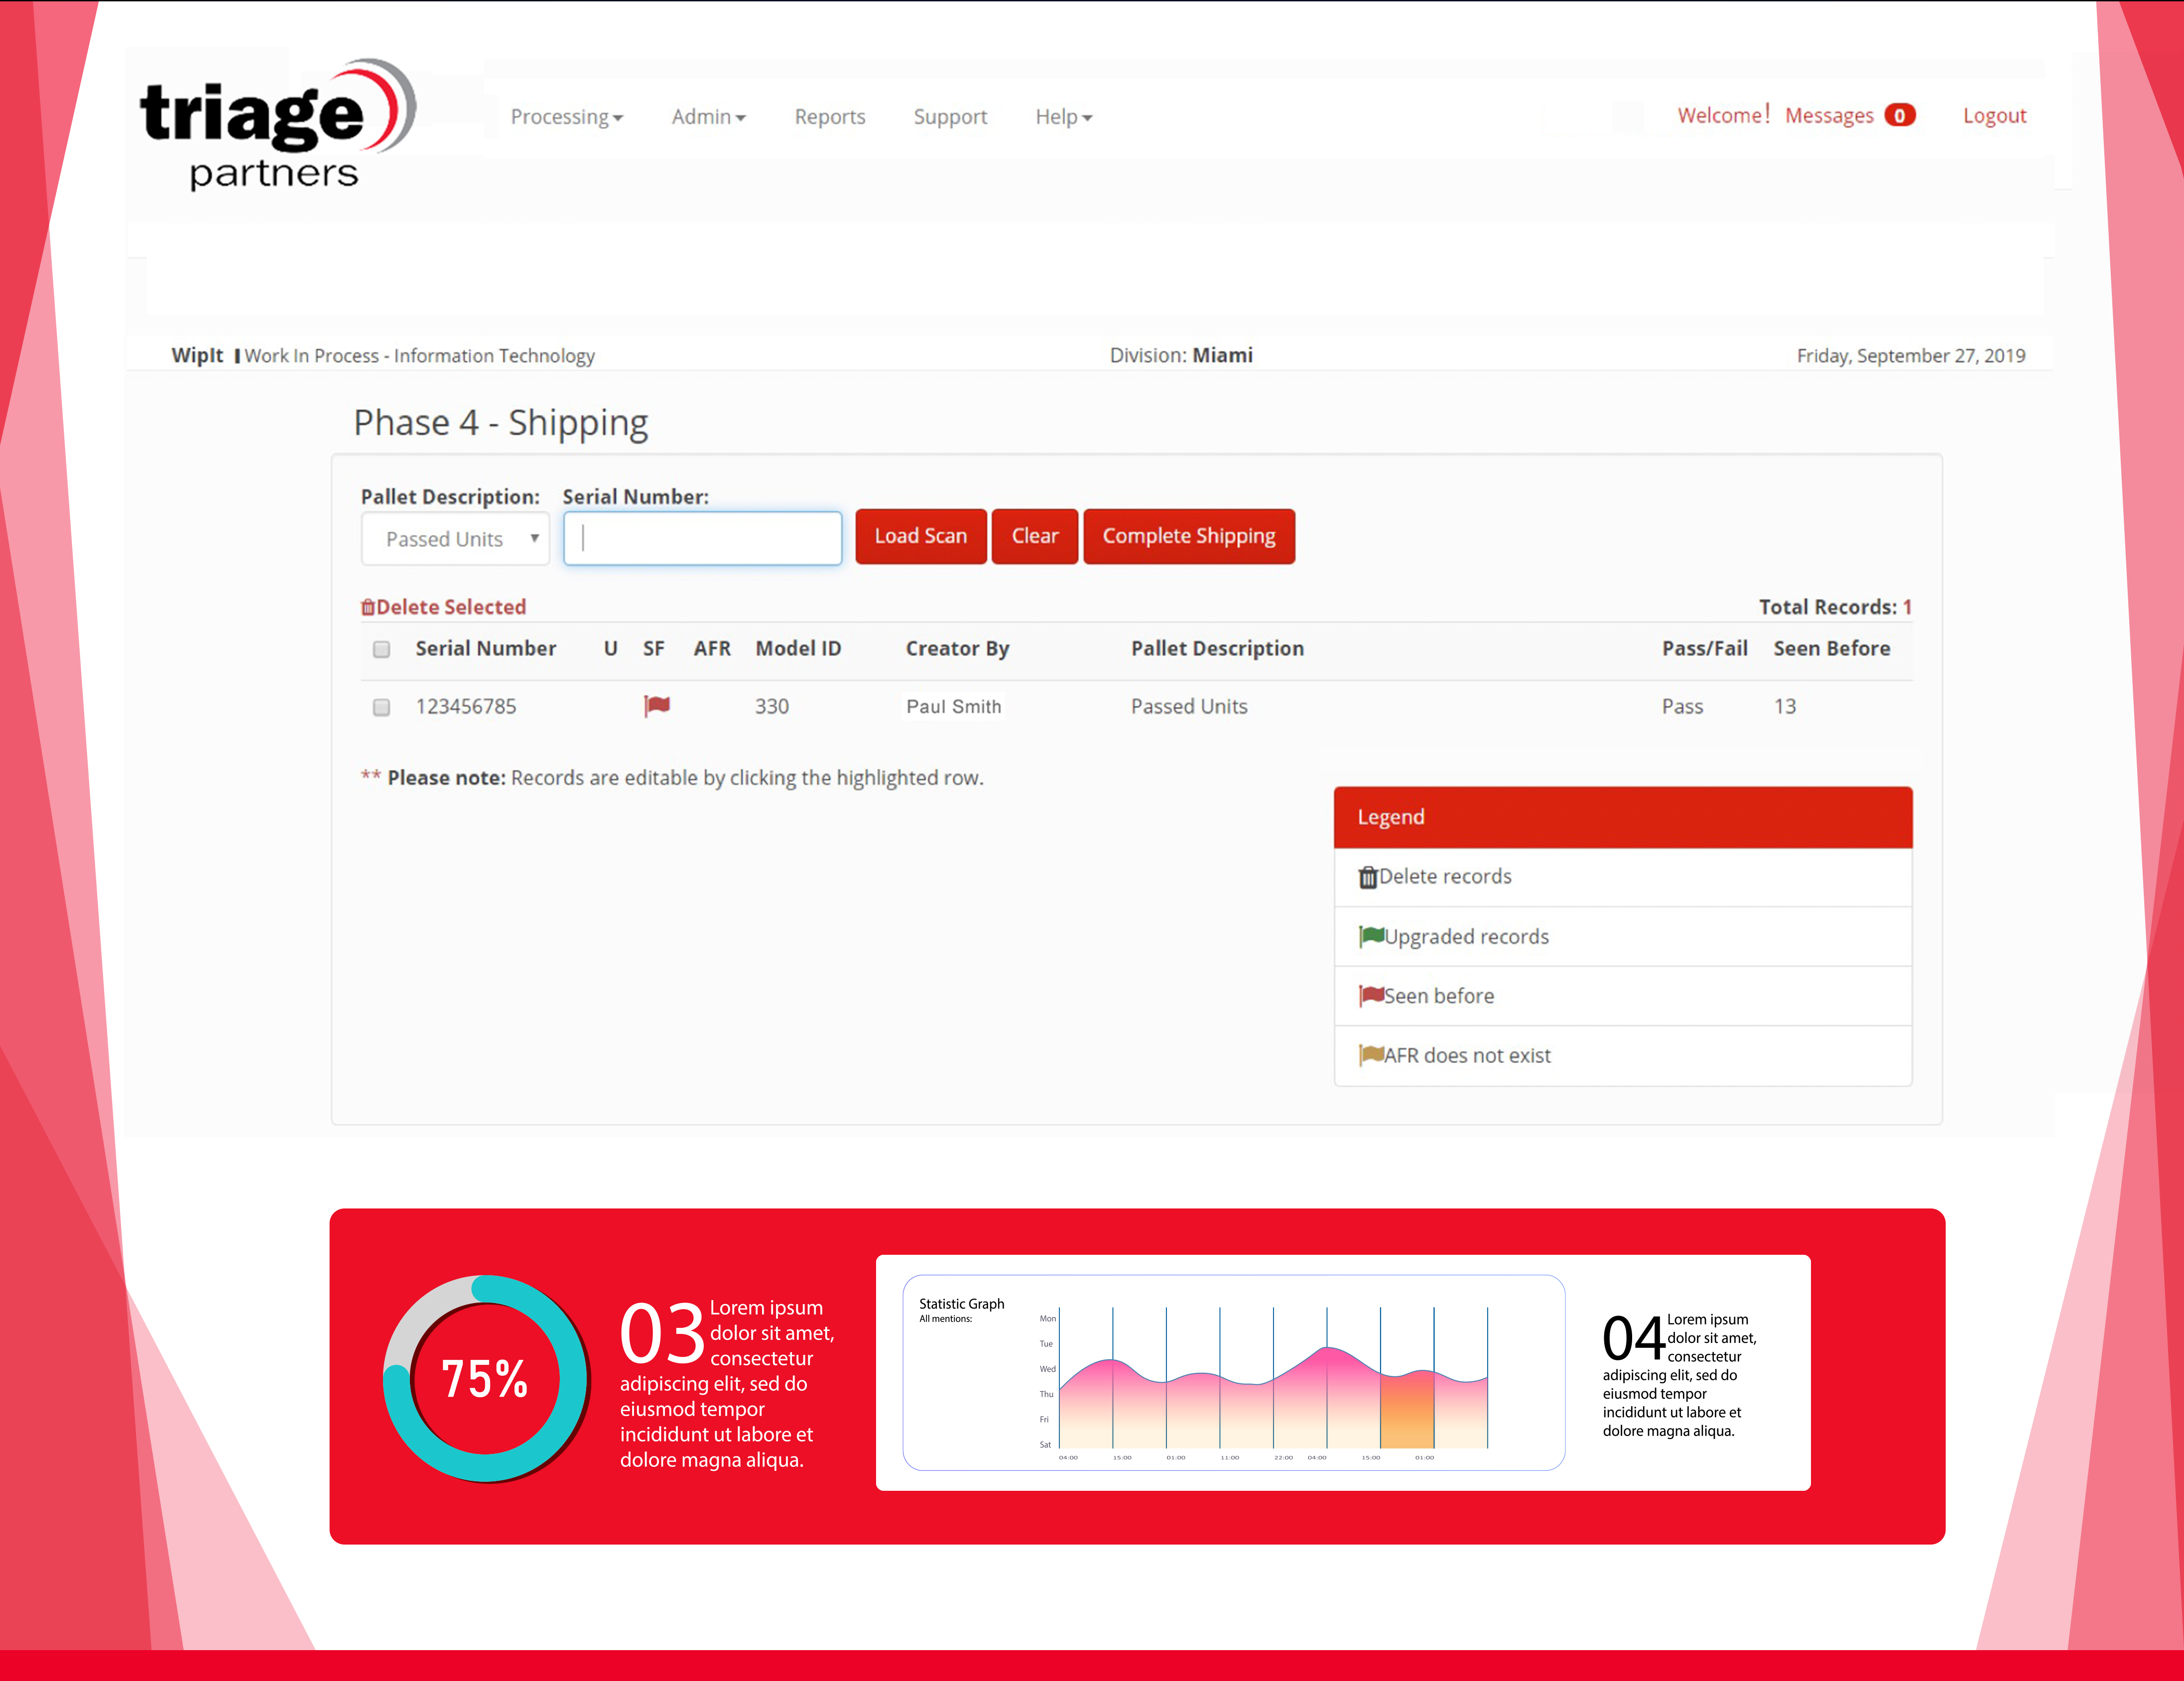 triage
partners
Processing Admin Reports Support Help
Welcome! Messages 0 Logout
WipIt Work In Process - Information Technology
Division: Miami
Friday, September 27, 2019
Phase 4 - Shipping
Pallet Description: Serial Number:
Passed Units
Load Scan
Clear
Complete Shipping
Delete Selected
Total Records: 1
Serial Number U SF AFR Model ID Creator By Pallet Description Pass/Fail Seen Before
123456785 330 Paul Smith Passed Units Pass 13
** Please note: Records are editable by clicking the highlighted row.
Legend
Delete records
Upgraded records
Seen before
AFR does not exist
75%
03 Lorem ipsum
dolor sit amet,
consectetur
adipiscing elit, sed do
eiusmod tempor
incididunt ut labore et
dolore magna aliqua.
Statistic Graph
All mentions:
Mon
Tue
Wed
Thu
Fri
Sat
04:00 15:00 01:00 11:00 22:00 04:00 15:00 01:00
04 Lorem ipsum
dolor sit amet,
consectetur
adipiscing elit, sed do
eiusmod tempor
incididunt ut labore et
dolore magna aliqua.